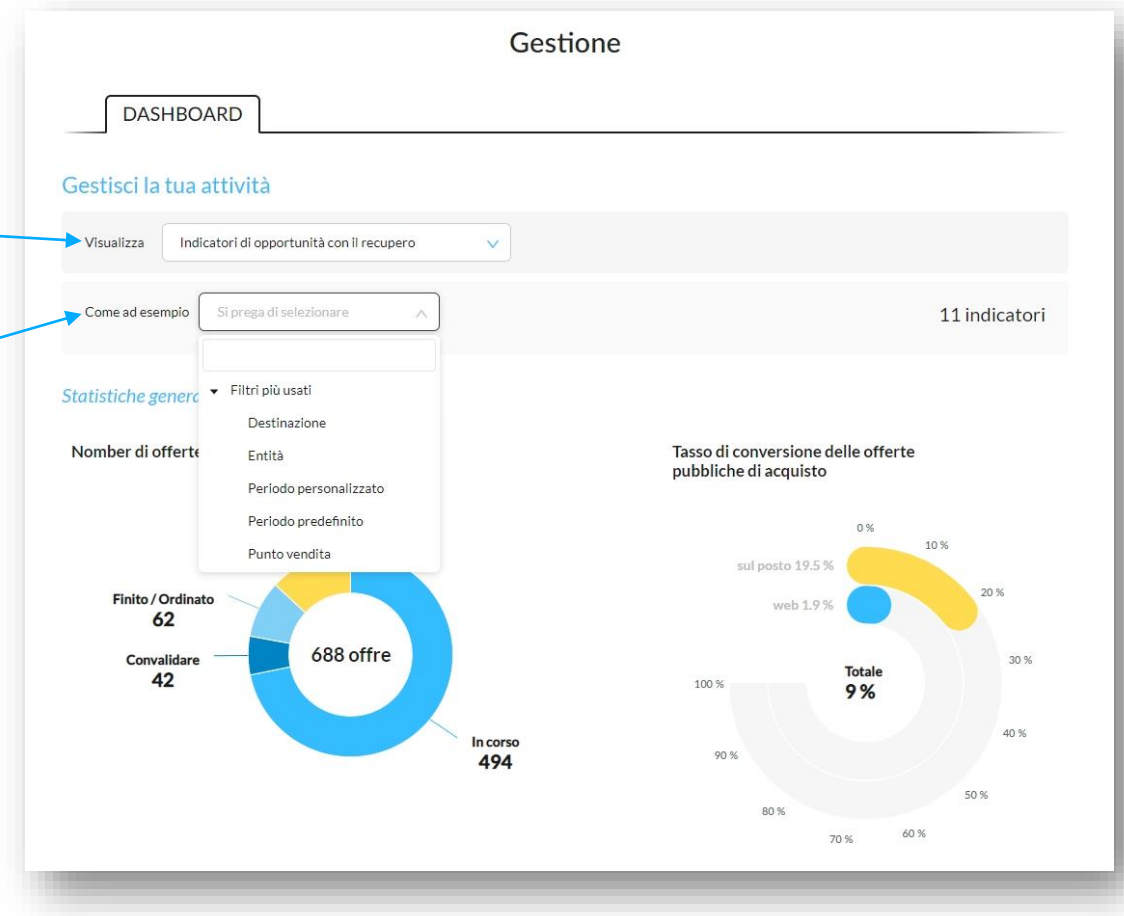 Gestione
DASHBOARD
Gestisci la tua attività
Visualizza Indicatori di opportunità con il recupero
Come ad esempio Si prega di selezionare 11 indicatori
Filtri più usati
Destinazione
Entità
Periodo personalizzato
Periodo predefinito
Punto vendita
Statistiche
Nomber di offerte
Finito / Ordinato
62
Convalidare
42
688 offre
In corso
494
Tasso di conversione delle offerte
pubbliche di acquisto
0 %
10 %
20 %
30 %
40 %
50 %
60 %
70 %
80 %
90 %
100 %
sul posto 19.5 %
web 1.9 %
Totale
9 %